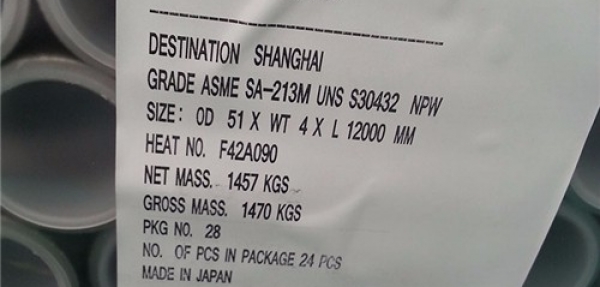 DESTINATION SHANGHAI
GRADE ASME SA-213M UNS S30432 NPW
SIZE: OD 51 X WT 4 X L 12000 MM
HEAT NO. F42A090
NET MASS. 1457 KGS
GROSS MASS. 1470 KGS
PKG NO. 28
NO. OF PCS IN PACKAGE 24 PCS
MADE IN JAPAN